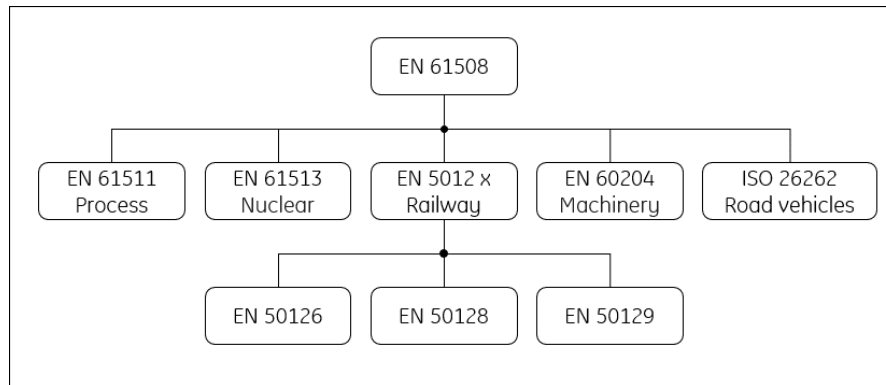 EN 61508
EN 61511
Process
EN 61513
Nuclear
EN 5012 x
Railway
EN 60204
Machinery
ISO 26262
Road vehicles
EN 50126
EN 50128
EN 50129